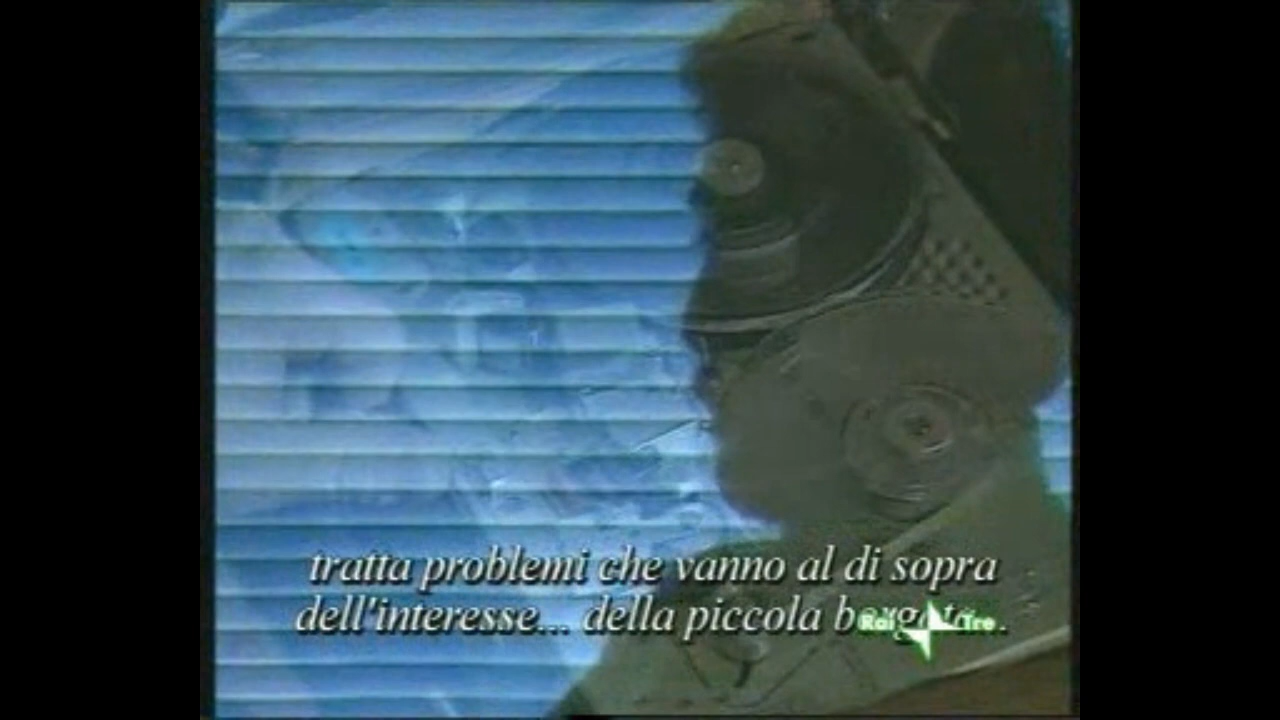 tratta problemi che vanno al di sopra
dell'interesse... della piccola
Rai Tre